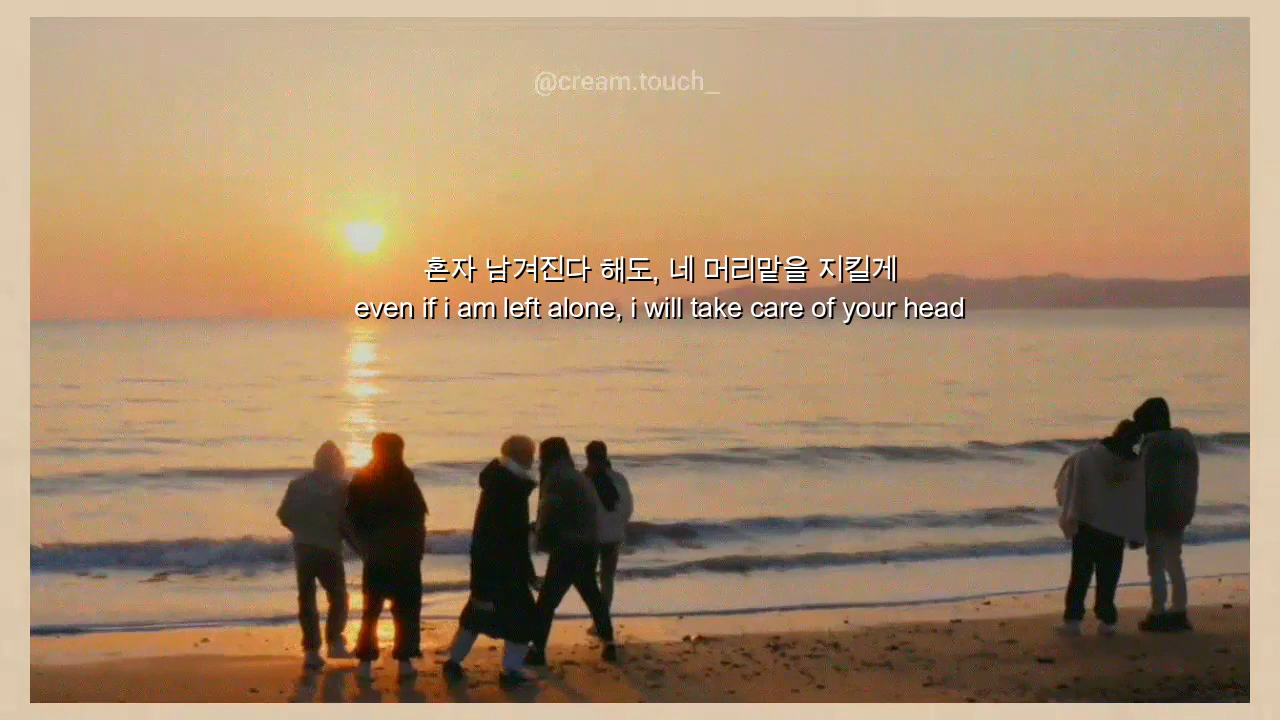 @cream.touch_
혼자 남겨진다 해도, 네 머리맡을 지킬게
even if i am left alone, i will take care of your head